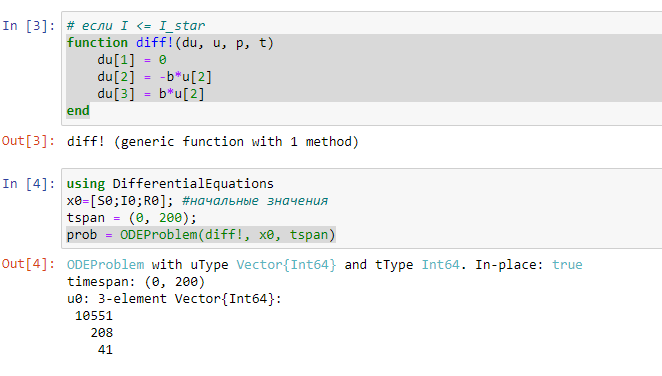 In [3]: # если I <= I_star
function diff!(du, u, p, t)
    du[1] = 0
    du[2] = -b*u[2]
    du[3] = b*u[2]
end
Out[3]: diff! (generic function with 1 method)
In [4]: using DifferentialEquations
x0=[S0;I0;R0]; #начальные значения
tspan = (0, 200);
prob = ODEProblem(diff!, x0, tspan)
Out[4]: ODEProblem with uType Vector{Int64} and tType Int64. In-place: true
timespan: (0, 200)
u0: 3-element Vector{Int64}:
 10551
   208
    41